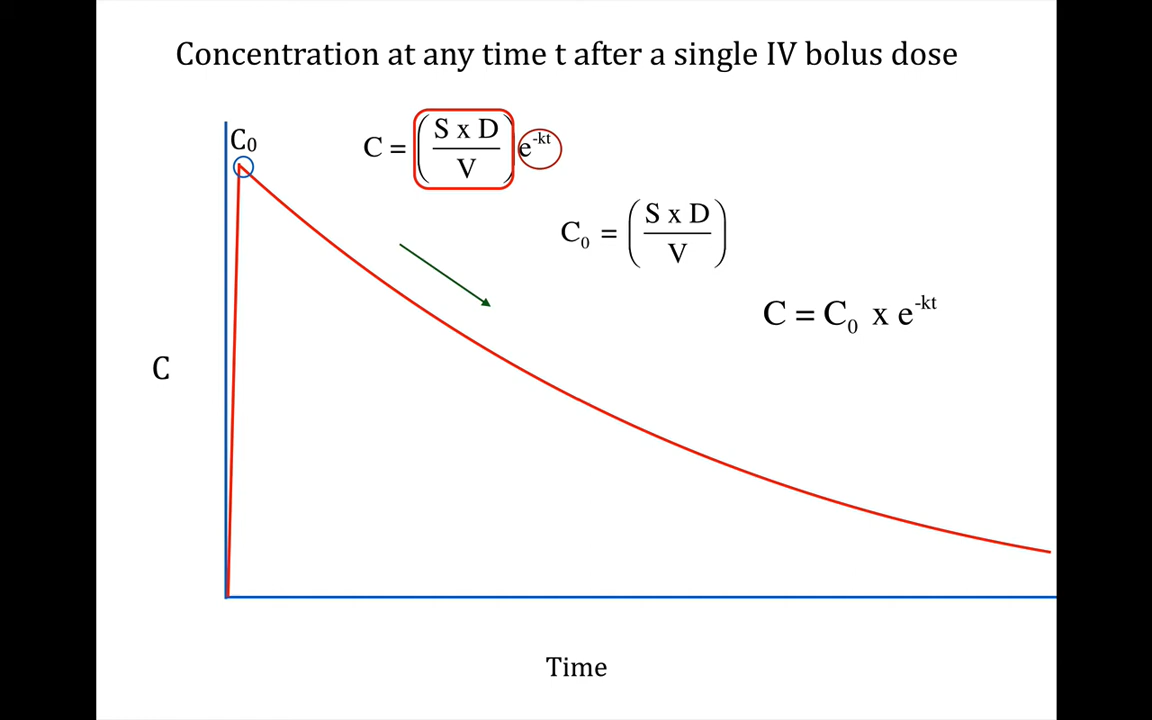 Concentration at any time t after a single IV bolus dose
C₀
C = (S x D / V) e^-kt
C₀ = (S x D / V)
C = C₀ x e^-kt
C
Time